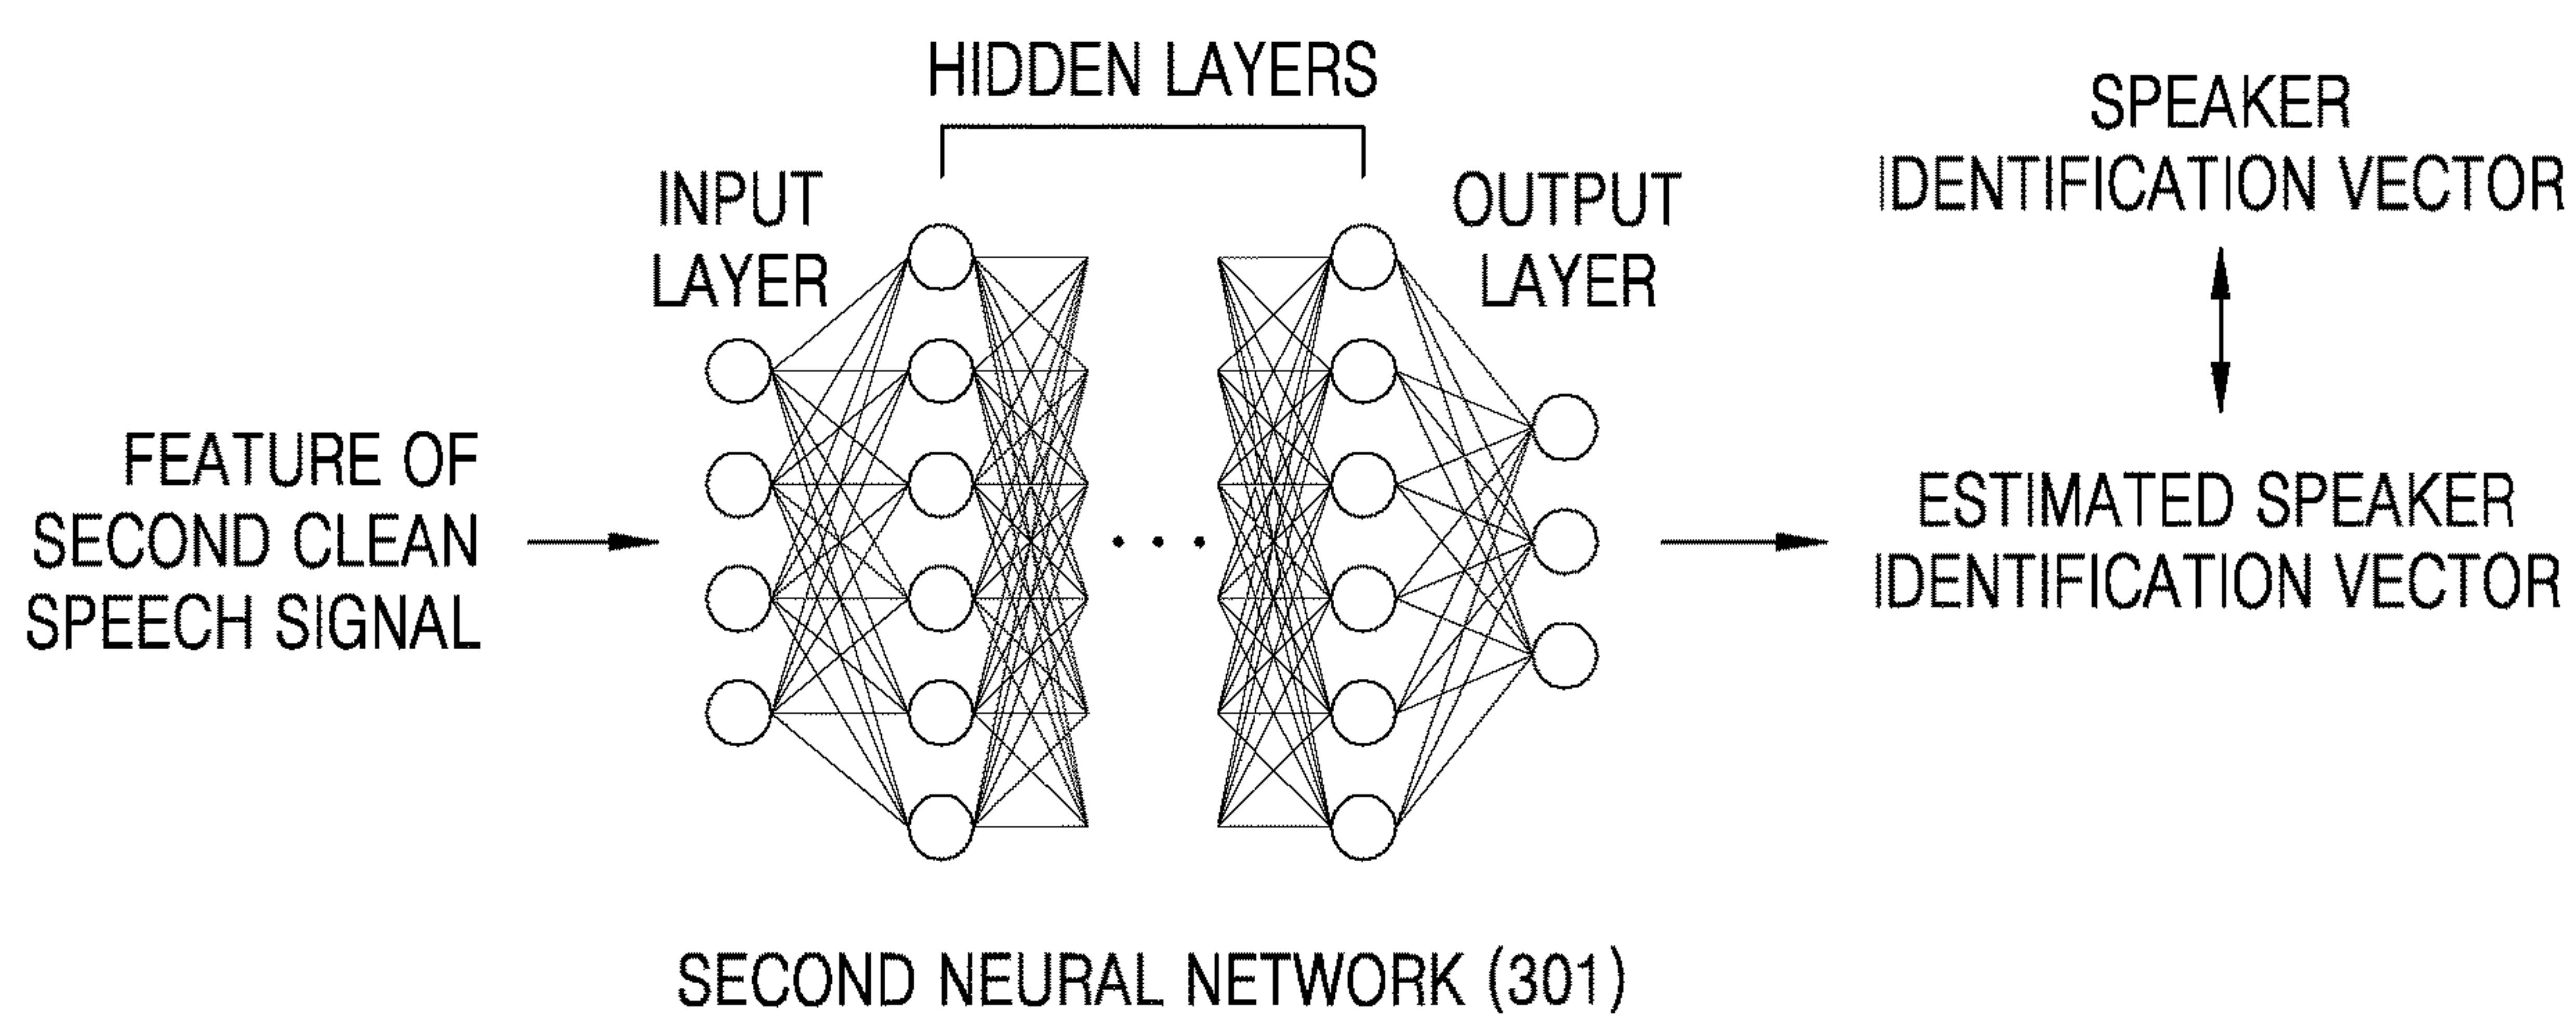 HIDDEN LAYERS
INPUT
LAYER
OUTPUT
LAYER
SPEAKER
IDENTIFICATION VECTOR
FEATURE OF
SECOND CLEAN
SPEECH SIGNAL
ESTIMATED SPEAKER
IDENTIFICATION VECTOR
SECOND NEURAL NETWORK (301)